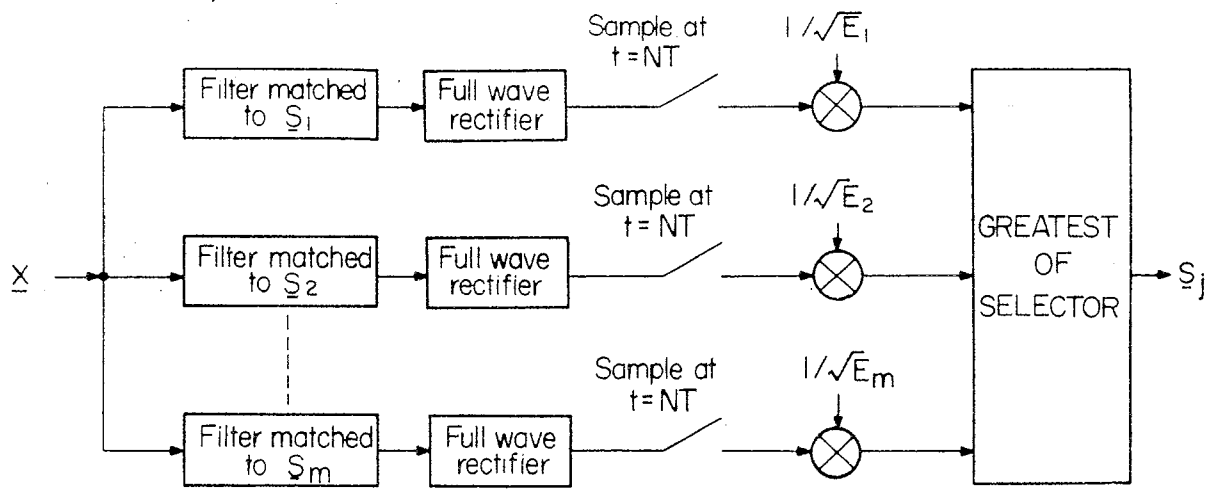 Sample at
t=NT
1/√E1
Filter matched
to S1
Full wave
rectifier
Sample at
t=NT
1/√E2
X
Filter matched
to S2
Full wave
rectifier
GREATEST
OF
SELECTOR
Sj
Sample at
t=NT
1/√Em
Filter matched
to Sm
Full wave
rectifier